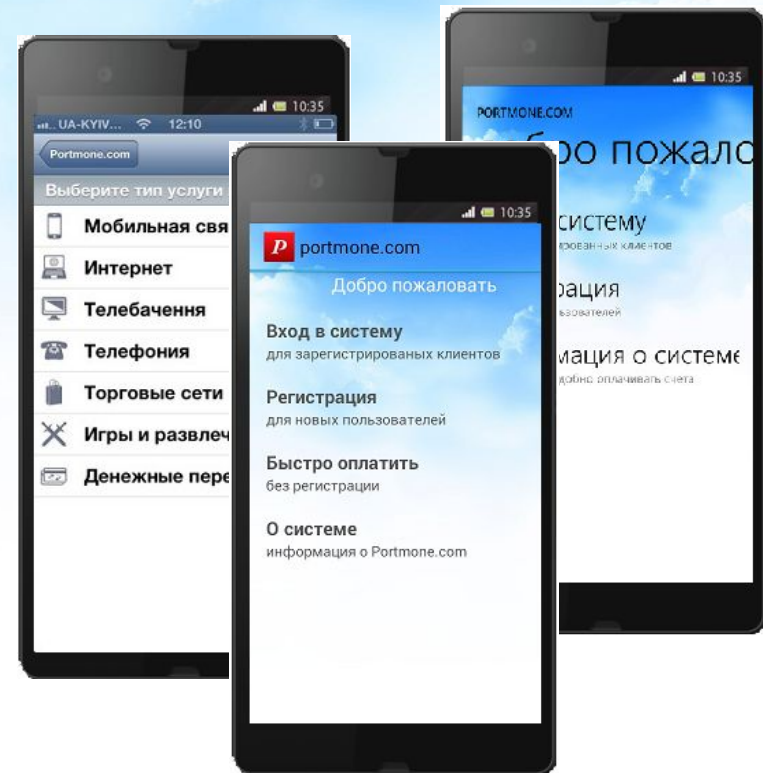 10:35
UA-KYIV... 12:10
Portmone.com
Выберите тип услуги
Мобильная свя
Интернет
Телебачення
Телефония
Торговые сети
Игры и развлеч
Денежные пере
10:35
P portmone.com
Добро пожаловать
Вход в систему
для зарегистрированых клиентов
Регистрация
для новых пользователей
Быстро оплатить
без регистрации
О системе
информация о Portmone.com
10:35
PORTMONE.COM
бро пожало
систему
рованных клиентов
рация
ьзователей
мация о системе
добно оплачивать счета